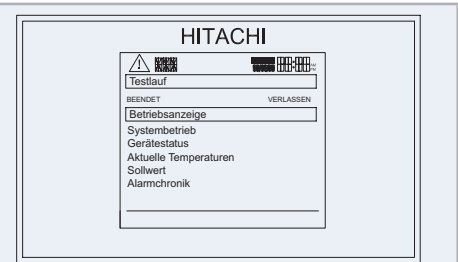 HITACHI
Testlauf
BEENDET VERLASSEN
Betriebsanzeige
Systembetrieb
Gerätestatus
Aktuelle Temperaturen
Sollwert
Alarmchronik